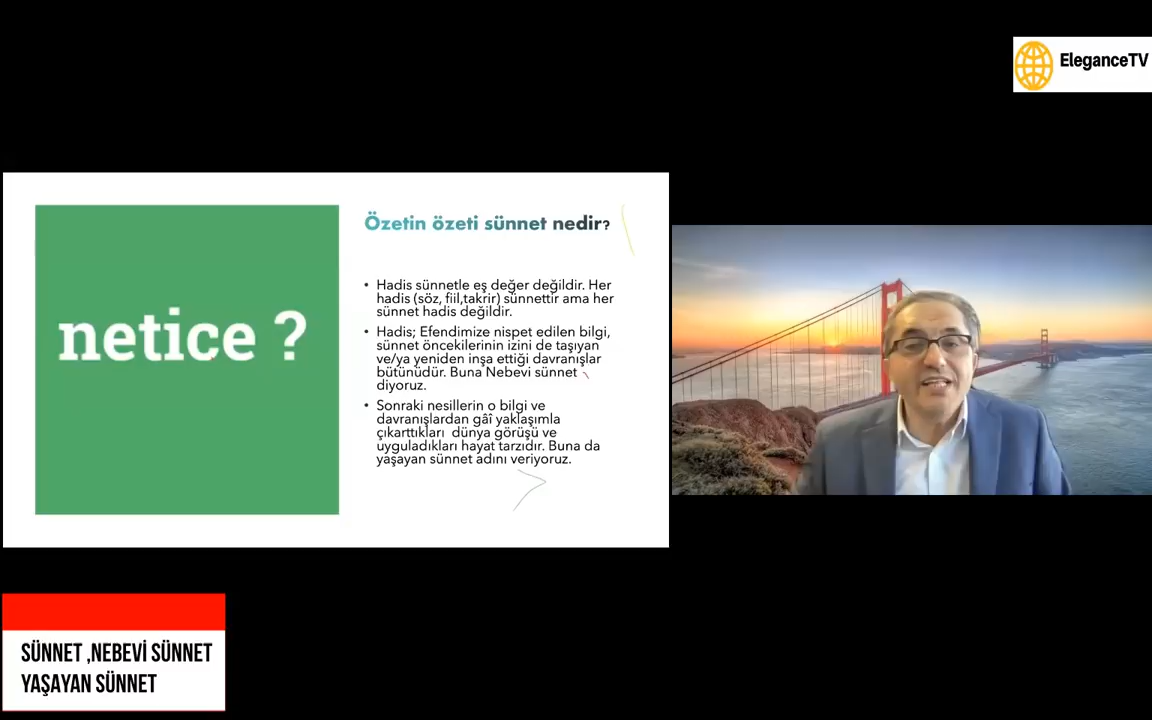 EleganceTV
netice ?
Özetin özeti sünnet nedir?
• Hadis sünnetle eş değer değildir. Her
hadis (söz, fiil,takrir) sünnettir ama her
sünnet hadis değildir.
• Hadis; Efendimize nispet edilen bilgi,
sünnet öncekilerinin izini de taşıyan
ve/ya yeniden inşa ettiği davranışlar
bütünüdür. Buna Nebevi sünnet
diyoruz.
• Sonraki nesillerin o bilgi ve
davranışlardan gâî yaklaşımla
çıkarttıkları dünya görüşü ve
uyguladıkları hayat tarzıdır. Buna da
yaşayan sünnet adını veriyoruz.
SÜNNET ,NEBEVİ SÜNNET
YAŞAYAN SÜNNET